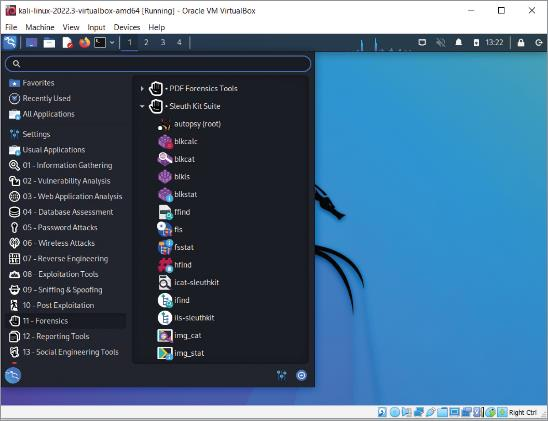 kali-linux-2022.3-virtualbox-amd64 [Running] - Oracle VM VirtualBox
File Machine View Input Devices Help
1 2 3 4 13:22
Favorites
Recently Used
All Applications
Settings
Usual Applications
01 - Information Gathering
02 - Vulnerability Analysis
03 - Web Application Analysis
04 - Database Assessment
05 - Password Attacks
06 - Wireless Attacks
07 - Reverse Engineering
08 - Exploitation Tools
09 - Sniffing & Spoofing
10 - Post Exploitation
11 - Forensics
12 - Reporting Tools
13 - Social Engineering Tools
• PDF Forensics Tools
• Sleuth Kit Suite
autopsy (root)
blkcalc
blkcat
blkls
blkstat
ffind
fls
fsstat
hfind
icat-sleuthkit
ifind
ils-sleuthkit
img_cat
img_stat
Right Ctrl